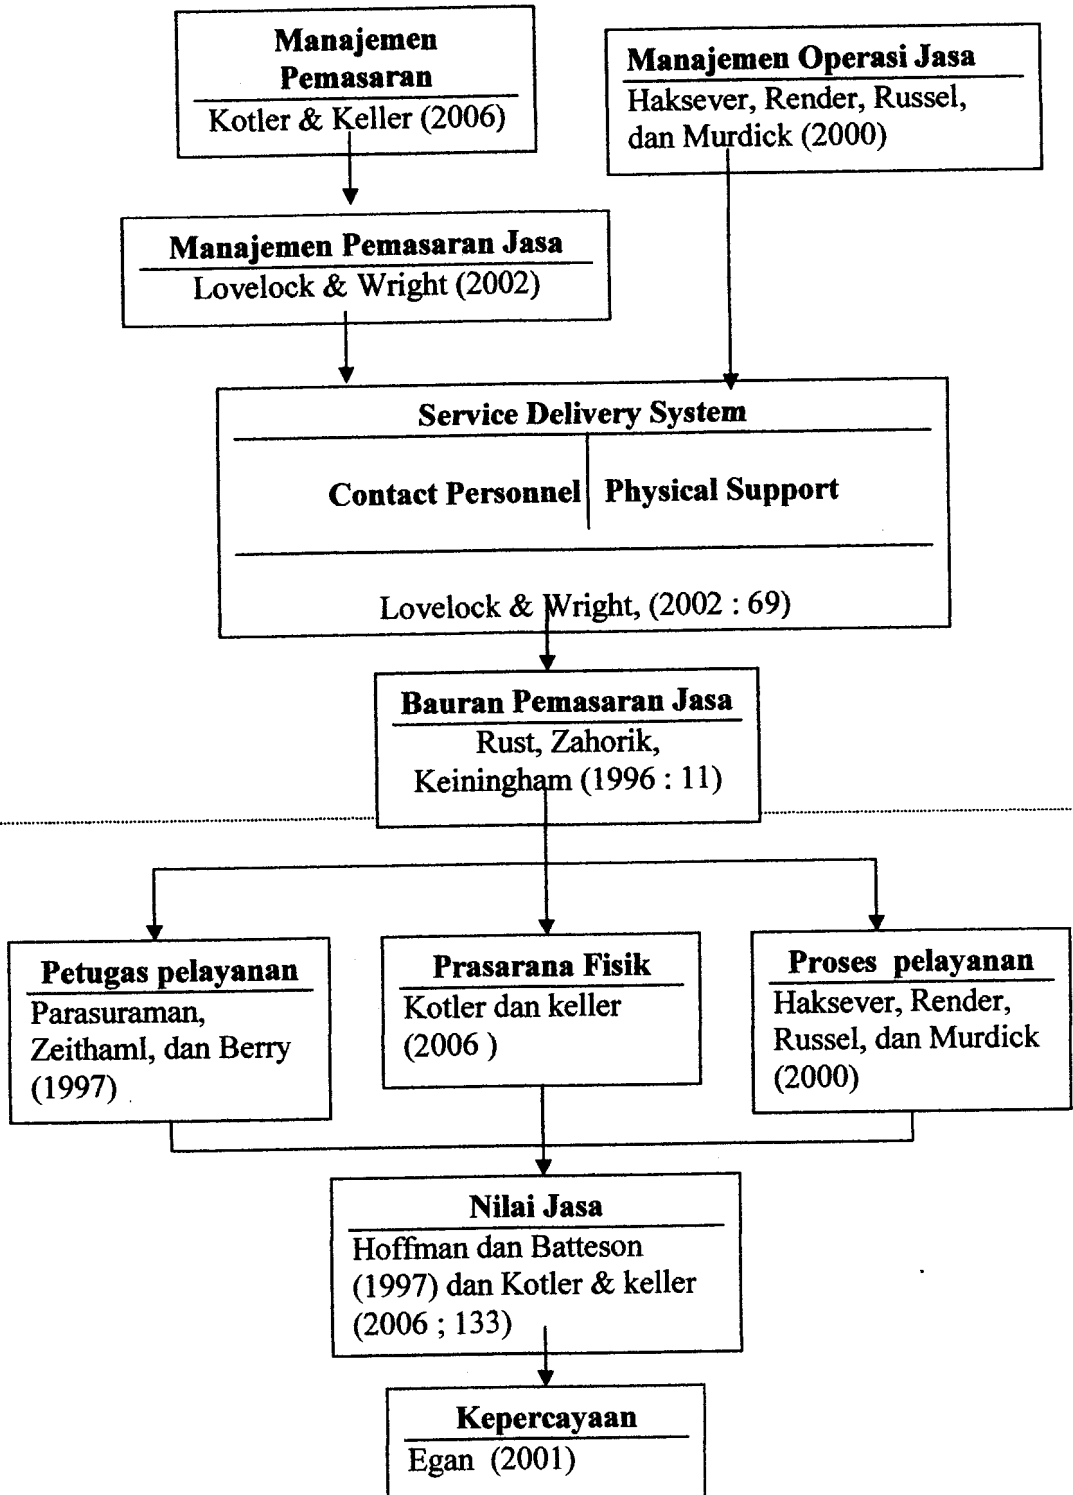 Manajemen
Pemasaran
Kotler & Keller (2006)
Manajemen Operasi Jasa
Haksever, Render, Russel,
dan Murdick (2000)
Manajemen Pemasaran Jasa
Lovelock & Wright (2002)
Service Delivery System
Contact Personnel
Physical Support
Lovelock & Wright, (2002 : 69)
Bauran Pemasaran Jasa
Rust, Zahorik,
Keiningham (1996 : 11)
Petugas pelayanan
Parasuraman,
Zeithaml, dan Berry
(1997)
Prasarana Fisik
Kotler dan keller
(2006 )
Proses pelayanan
Haksever, Render,
Russel, dan Murdick
(2000)
Nilai Jasa
Hoffman dan Batteson
(1997) dan Kotler & keller
(2006 ; 133)
Kepercayaan
Egan (2001)